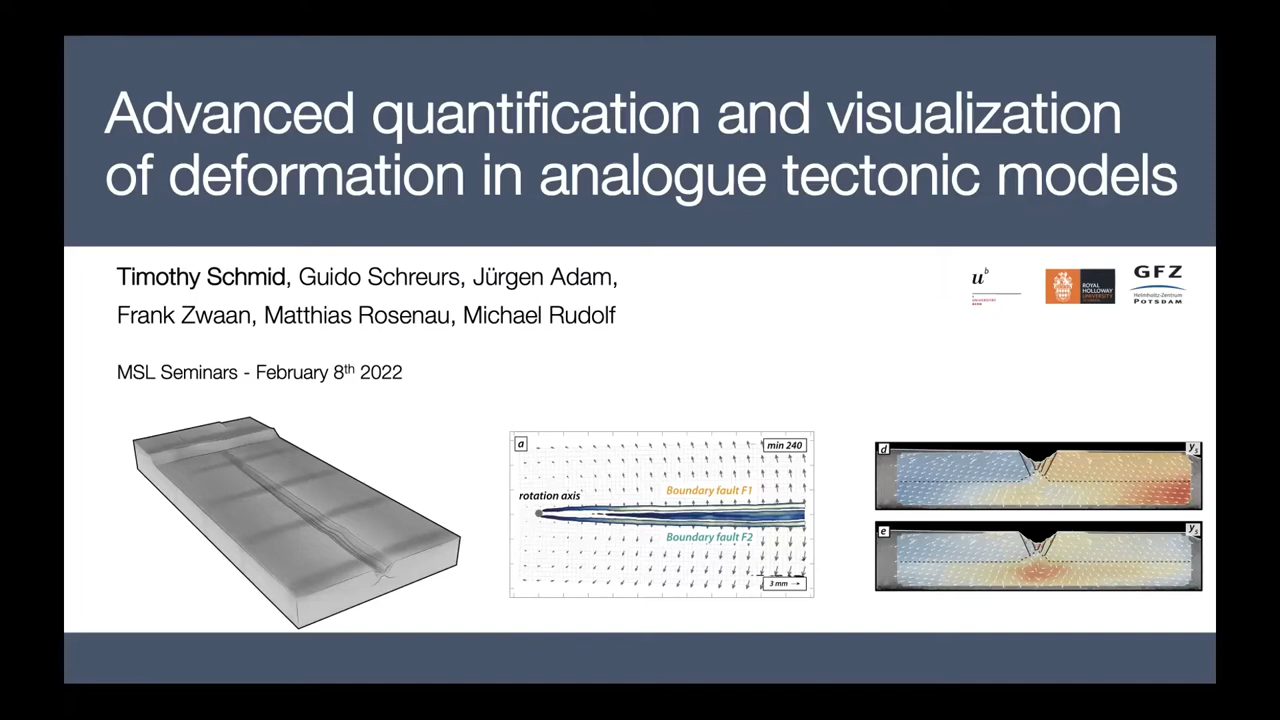 Advanced quantification and visualization
of deformation in analogue tectonic models
Timothy Schmid, Guido Schreurs, Jürgen Adam,
Frank Zwaan, Matthias Rosenau, Michael Rudolf
MSL Seminars - February 8th 2022
u b
ROYAL
HOLLOWAY
UNIVERSITY
GFZ
Helmholtz-Zentrum
POTSDAM
a
min 240
rotation axis
Boundary fault F1
Boundary fault F2
3 mm
d
y5
e
y5